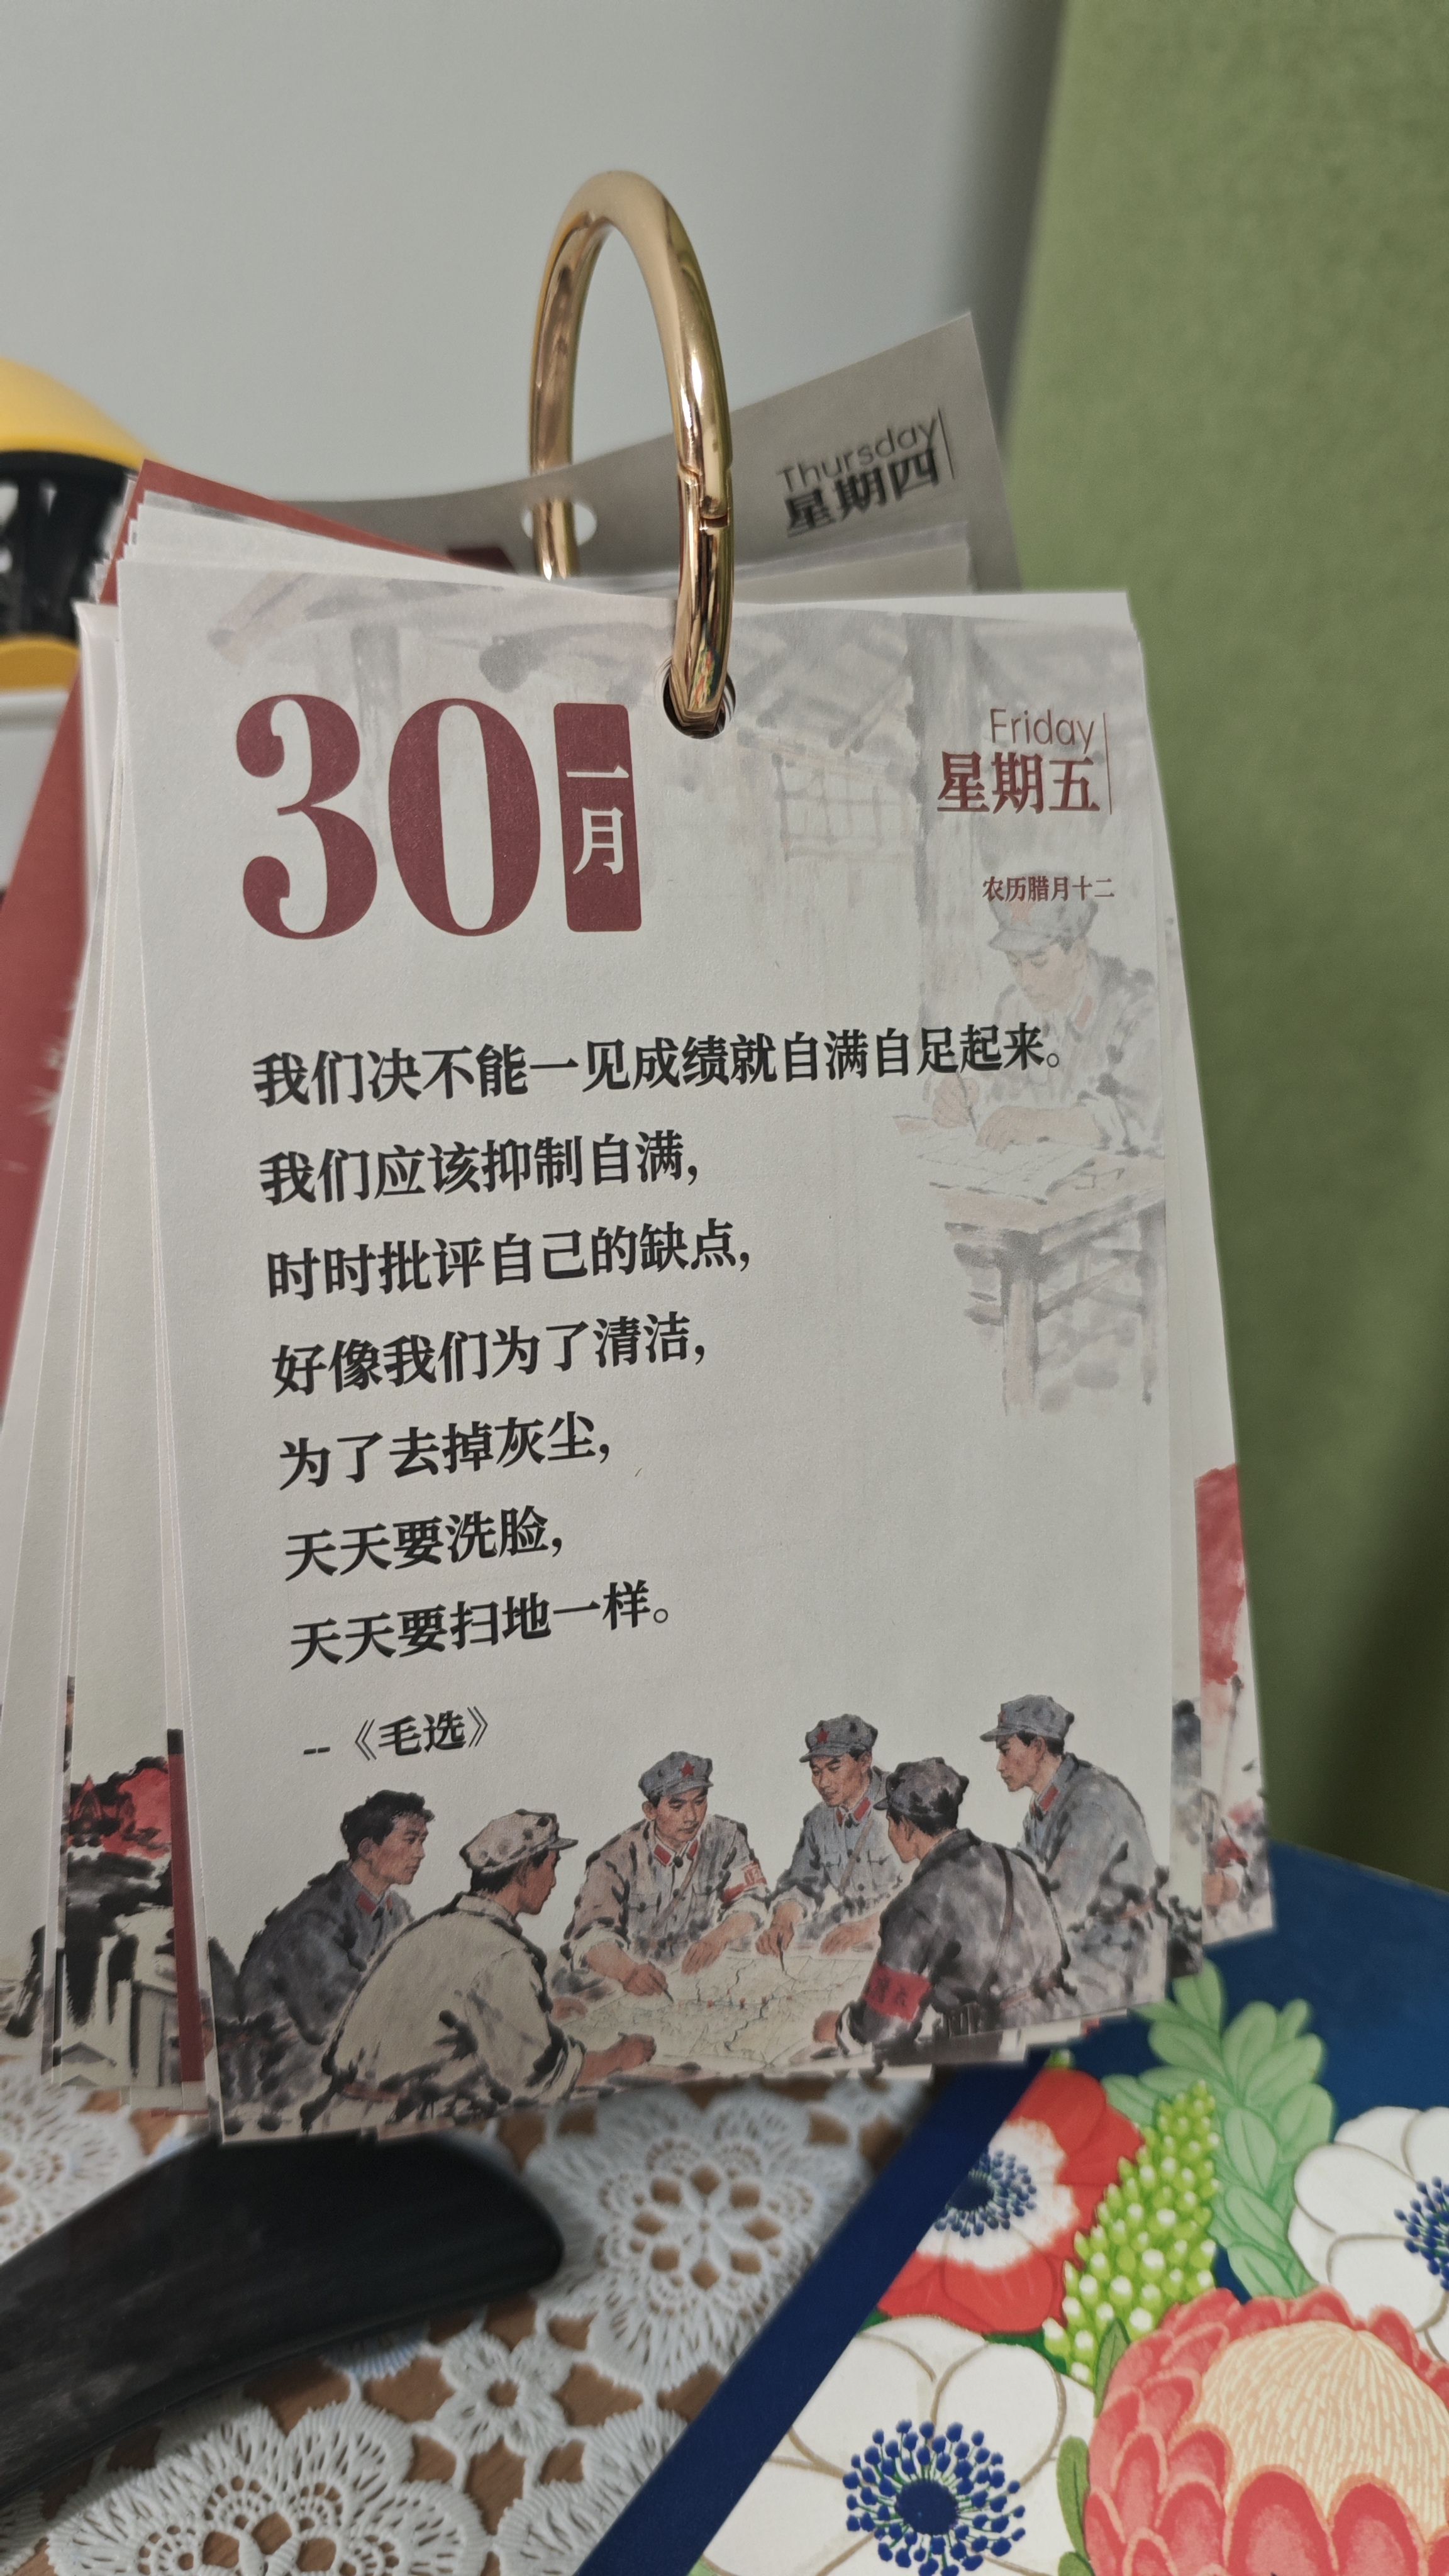 Thursday
星期四
30
一月
Friday
星期五
农历腊月十二
我们决不能一见成绩就自满自足起来。
我们应该抑制自满，
时时批评自己的缺点，
好像我们为了清洁，
为了去掉灰尘，
天天要洗脸，
天天要扫地一样。
--《毛选》